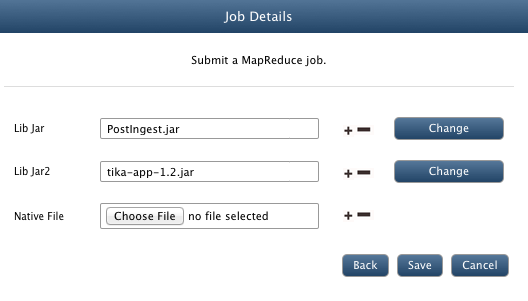 Job Details
Submit a MapReduce job.
Lib Jar PostIngest.jar + − Change
Lib Jar2 tika-app-1.2.jar + − Change
Native File Choose File no file selected + −
Back Save Cancel